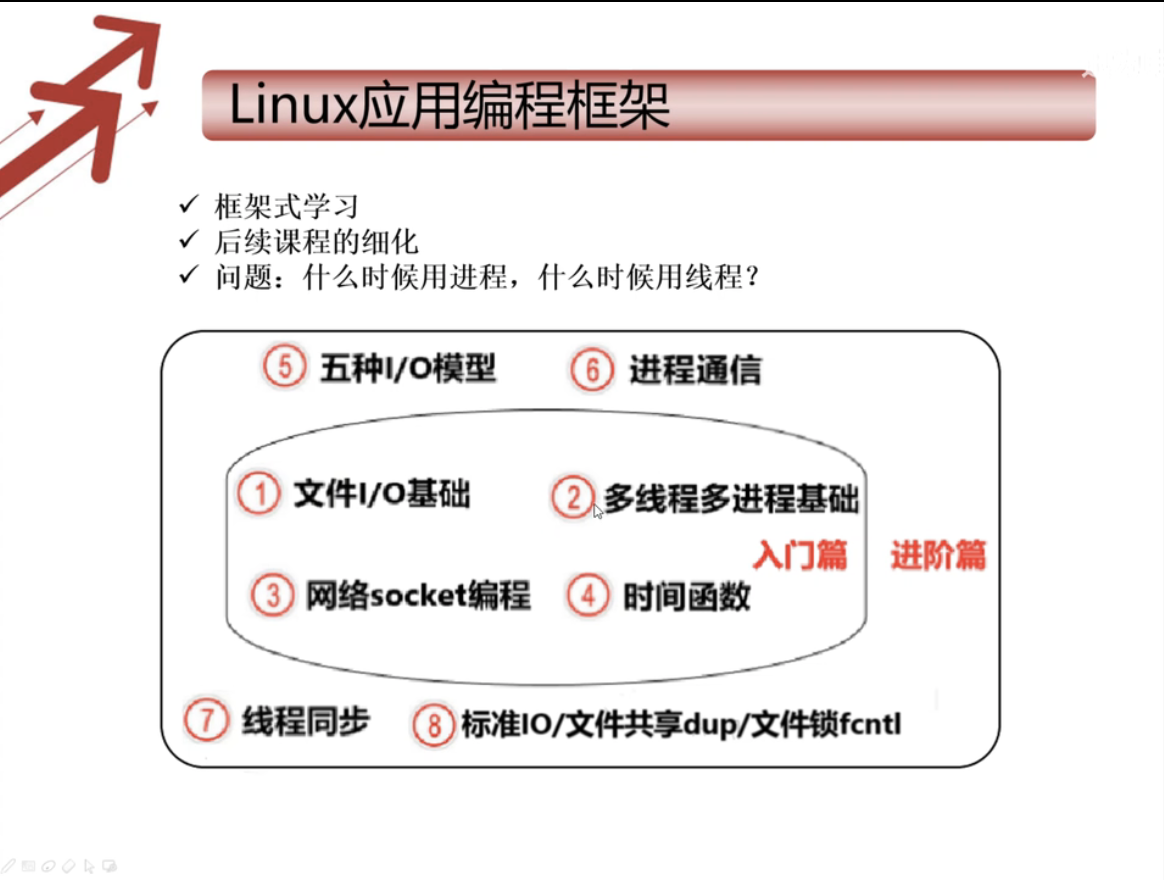 Linux应用编程框架
✓ 框架式学习
✓ 后续课程的细化
✓ 问题：什么时候用进程，什么时候用线程？
⑤ 五种I/O模型 ⑥ 进程通信
① 文件I/O基础 ② 多线程多进程基础
入门篇 进阶篇
③ 网络socket编程 ④ 时间函数
⑦ 线程同步 ⑧ 标准IO/文件共享dup/文件锁fcntl